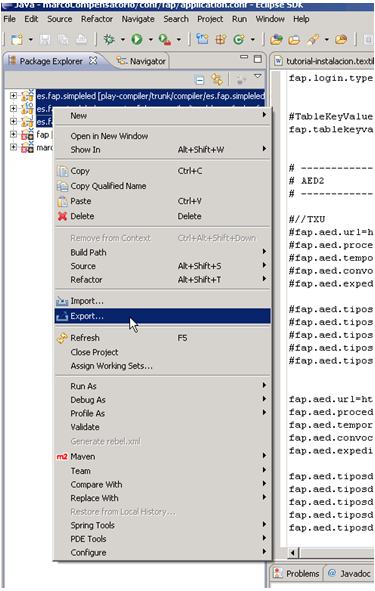 Java - marcoCompensatorio/conf/fap/application.conf - Eclipse SDK
File Edit Source Refactor Navigate Search Project Run Window Help
Package Explorer Navigator
tutorial-instalacion.textil
es.fap.simpleled [play-compiler/trunk/compiler/es.fap.simpleled
es.f
es.f
fap [
marc
New
Open in New Window
Show In Alt+Shift+W
Copy Ctrl+C
Copy Qualified Name
Paste Ctrl+V
Delete Delete
Remove from Context Ctrl+Alt+Shift+Down
Build Path
Source Alt+Shift+S
Refactor Alt+Shift+T
Import...
Export...
Refresh F5
Close Project
Assign Working Sets...
Run As
Debug As
Profile As
Validate
Generate rebel.xml
m2 Maven
Team
Compare With
Replace With
Restore from Local History...
Spring Tools
PDE Tools
Configure
fap.login.type
#TableKeyValue
fap.tablekeyva
# -------------
# AED2
# -------------
#//TXU
#fap.aed.url=h
#fap.aed.proce
#fap.aed.tempo
#fap.aed.convo
#fap.aed.exped
#fap.aed.tipos
#fap.aed.tipos
#fap.aed.tipos
#fap.aed.tipos
#fap.aed.tipos
fap.aed.url=ht
fap.aed.proced
fap.aed.tempor
fap.aed.convoc
fap.aed.expedi
fap.aed.tiposd
fap.aed.tiposd
fap.aed.tiposd
fap.aed.tiposd
fap.aed.tiposd
Problems @ Javadoc